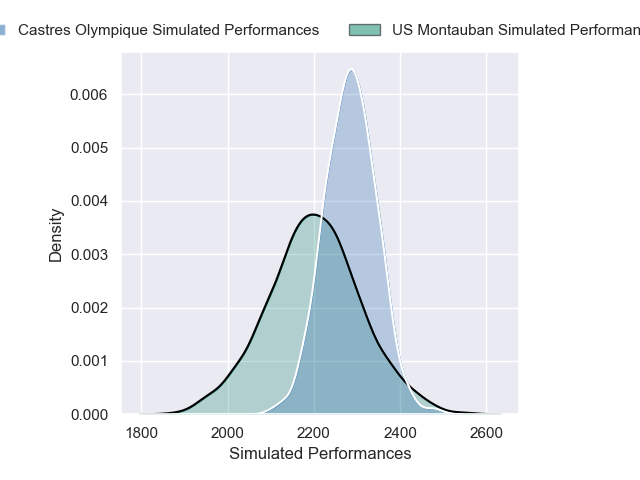 Castres Olympique Simulated Performances US Montauban Simulated Performan
0.006
0.005
0.004
0.003
0.002
0.001
0.000
Density
1800 2000 2200 2400 2600
Simulated Performances